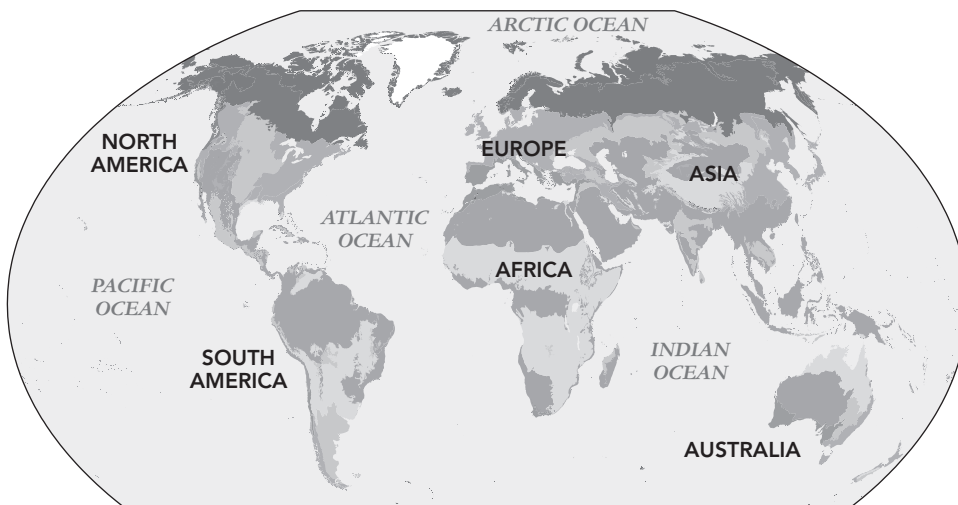 ARCTIC OCEAN
NORTH
AMERICA
EUROPE
ASIA
ATLANTIC
OCEAN
AFRICA
PACIFIC
OCEAN
SOUTH
AMERICA
INDIAN
OCEAN
AUSTRALIA